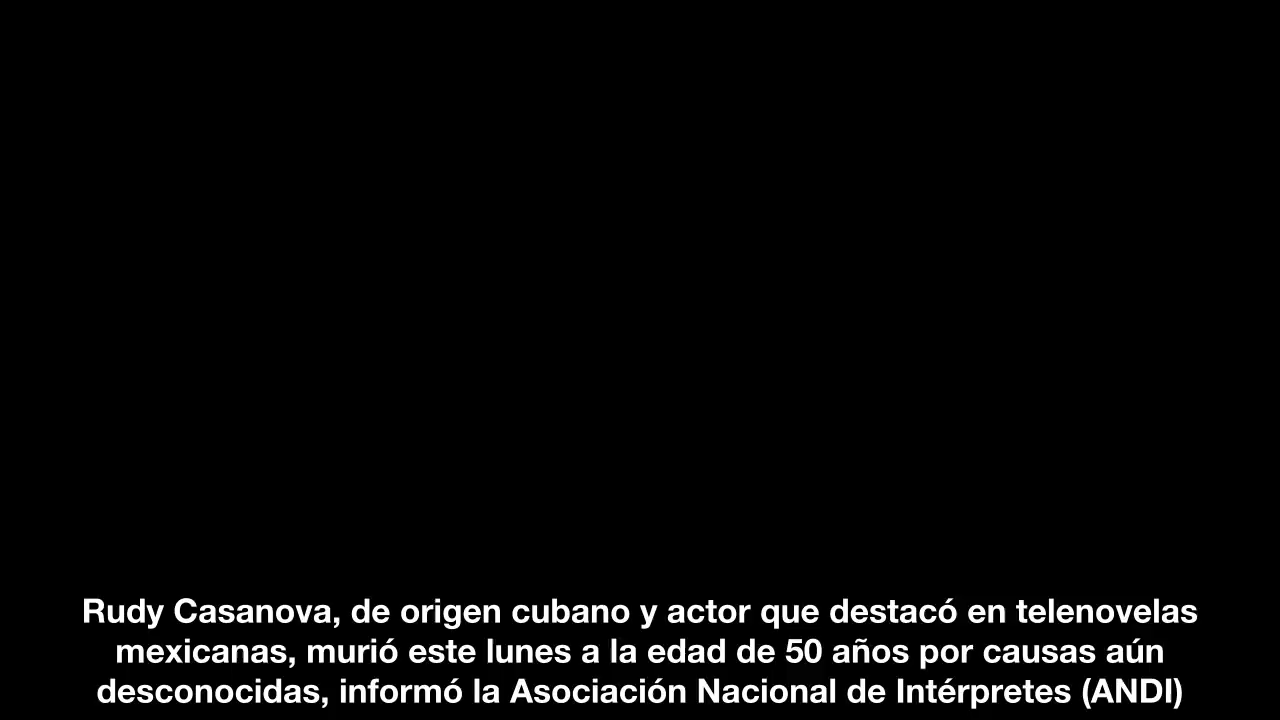 Rudy Casanova, de origen cubano y actor que destacó en telenovelas
mexicanas, murió este lunes a la edad de 50 años por causas aún
desconocidas, informó la Asociación Nacional de Intérpretes (ANDI)